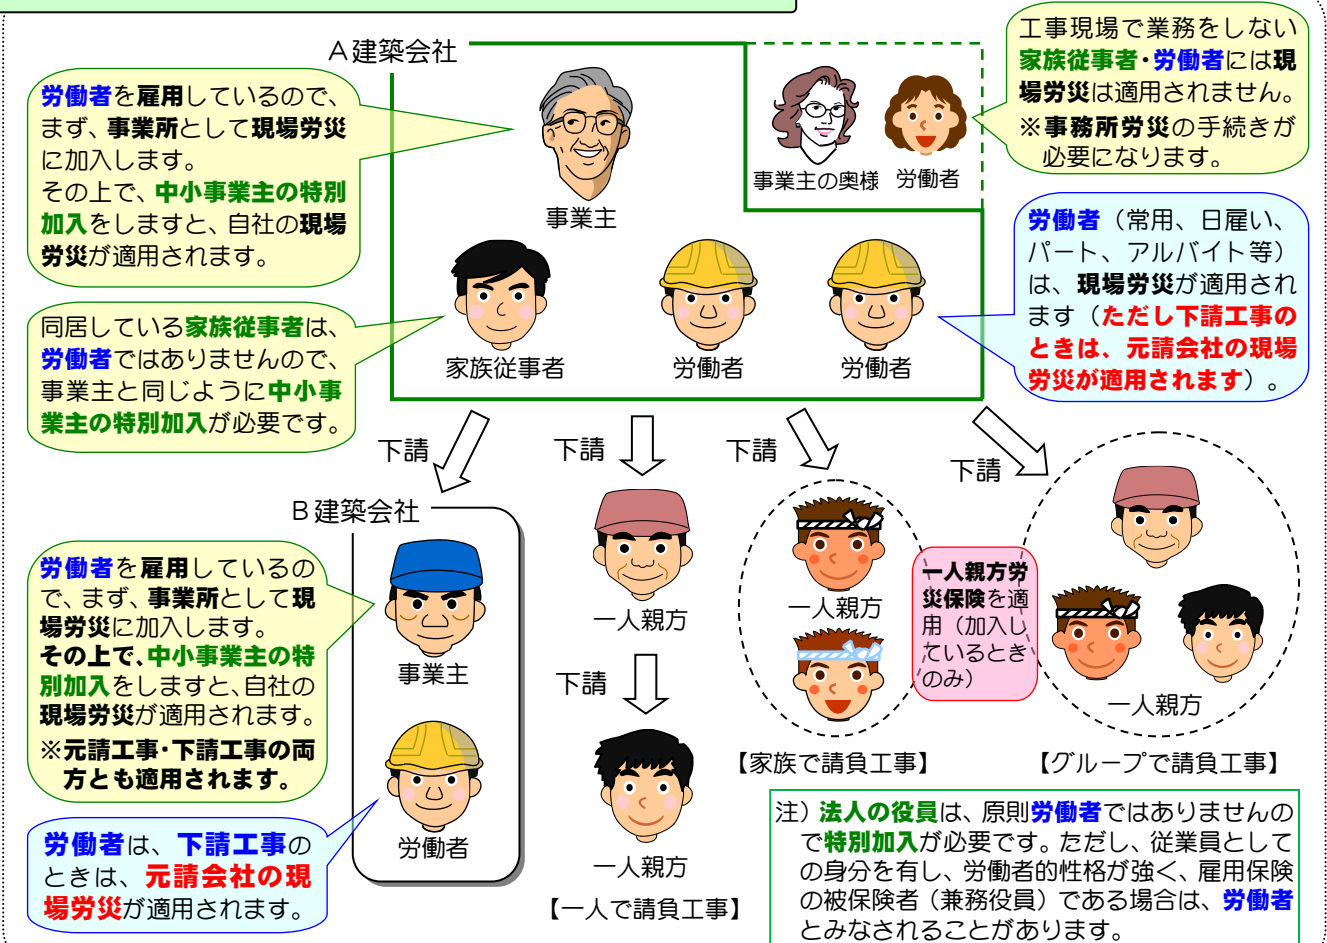 A建築会社
労働者を雇用しているので、
まず、事業所として現場労災
に加入します。
その上で、中小事業主の特別
加入をしますと、自社の現場
労災が適用されます。
事業主
事業主の奥様
労働者
工事現場で業務をしない
家族従事者・労働者には現
場労災は適用されません。
※事務所労災の手続きが
必要になります。
同居している家族従事者は、
労働者ではありませんので、
事業主と同じように中小事
業主の特別加入が必要です。
家族従事者
労働者
労働者
労働者（常用、日雇い、
パート、アルバイト等）
は、現場労災が適用され
ます（ただし下請工事の
ときは、元請会社の現場
労災が適用されます）。
下請
下請
下請
下請
B建築会社
労働者を雇用しているの
で、まず、事業所として現
場労災に加入します。
その上で、中小事業主の特
別加入をしますと、自社の
現場労災が適用されます。
※元請工事・下請工事の両
方とも適用されます。
事業主
労働者
労働者は、下請工事の
ときは、元請会社の現
場労災が適用されます。
一人親方
下請
一人親方
【一人で請負工事】
一人親方
【家族で請負工事】
一人親方労
災保険を適
用（加入し
ているとき
のみ）
一人親方
【グループで請負工事】
注）法人の役員は、原則労働者ではありませんの
で特別加入が必要です。ただし、従業員として
の身分を有し、労働者的性格が強く、雇用保険
の被保険者（兼務役員）である場合は、労働者
とみなされることがあります。